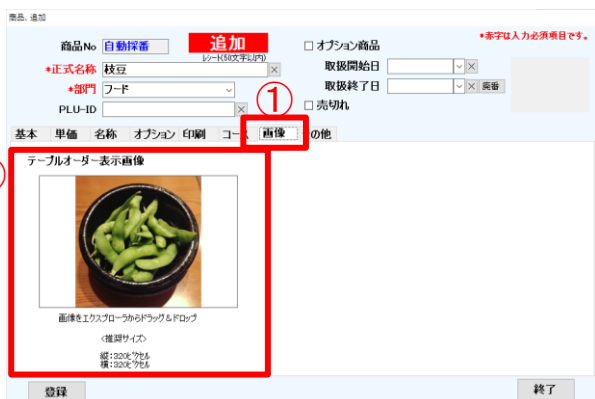 商品、追加
商品No 自動採番 追加 □ オプション商品 *赤字は入力必須項目です。
レシート(50文字以内)
*正式名称 枝豆 × 取扱開始日 ×
*部門 フード 取扱終了日 × 廃番
PLU-ID × ① □ 売切れ
基本 単価 名称 オプション 印刷 コース 画像 その他
テーブルオーダー表示画像
画像をエクスプローラからドラッグ&ドロップ
<推奨サイズ>
縦:320ピクセル
横:320ピクセル
登録 終了